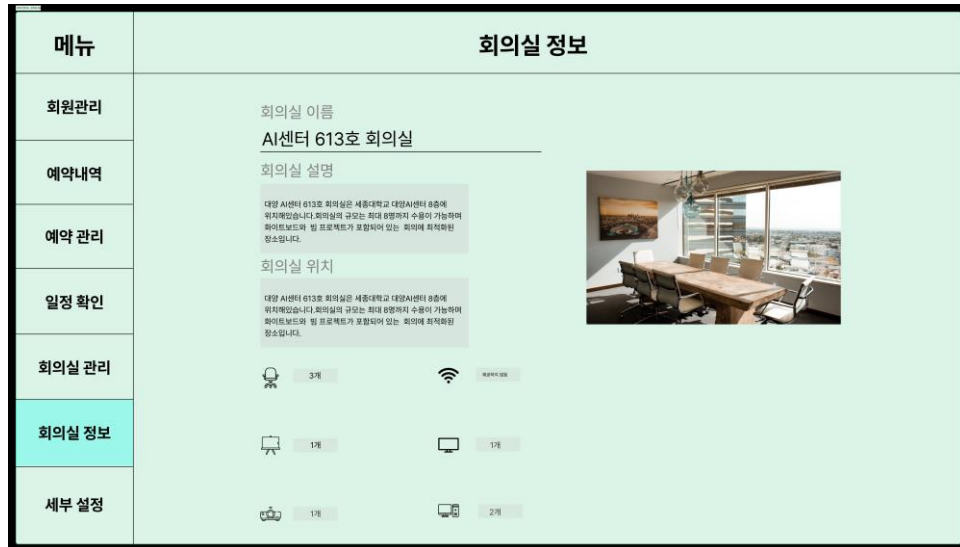 메뉴
회의실 정보
회원관리
예약내역
예약 관리
일정 확인
회의실 관리
회의실 정보
세부 설정
회의실 이름
AI센터 613호 회의실
회의실 설명
대양 AI센터 613호 회의실은 세종대학교 대양AI센터 8층에
위치해있습니다.회의실의 규모는 최대 8명까지 수용이 가능하며
화이트보드와 빔 프로젝트가 포함되어 있는 회의에 최적화된
장소입니다.
회의실 위치
대양 AI센터 613호 회의실은 세종대학교 대양AI센터 8층에
위치해있습니다.회의실의 규모는 최대 8명까지 수용이 가능하며
화이트보드와 빔 프로젝트가 포함되어 있는 회의에 최적화된
장소입니다.
3개
제공하지 않음
1개
1개
1개
2개